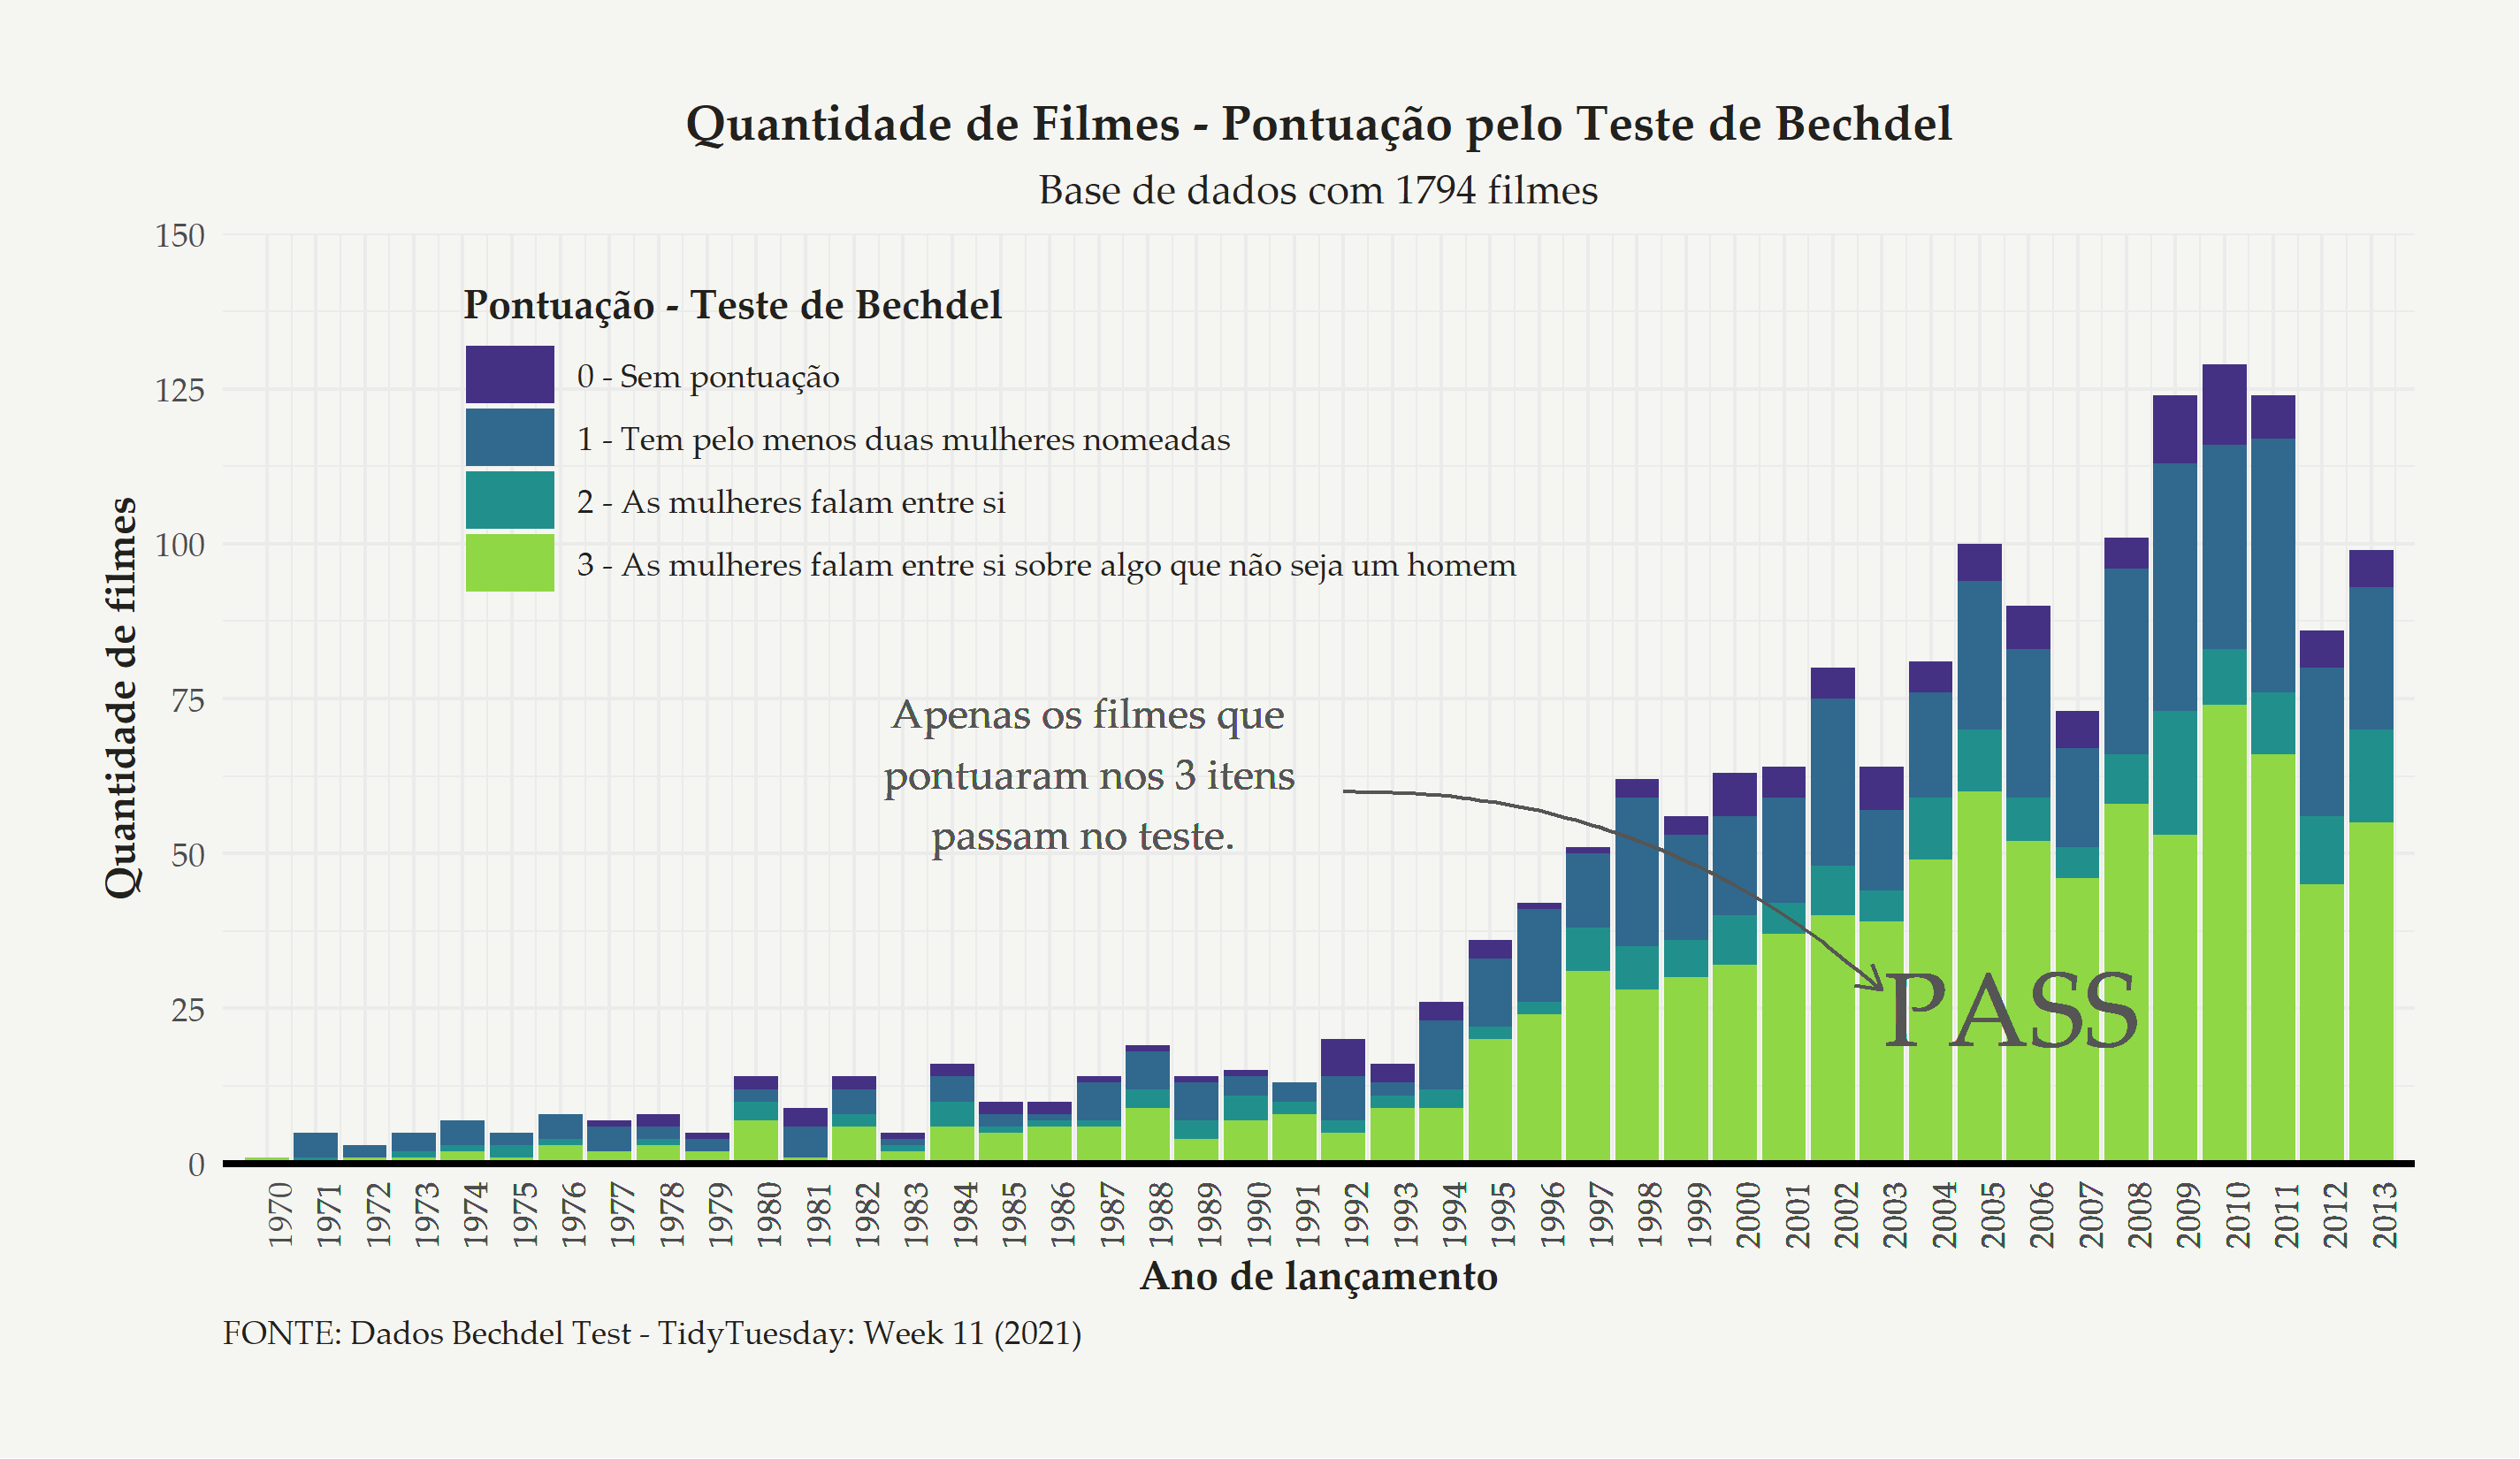 Quantidade de Filmes - Pontuação pelo Teste de Bechdel
Base de dados com 1794 filmes
Quantidade de filmes
150
125
100
75
50
25
0
Pontuação - Teste de Bechdel
0 - Sem pontuação
1 - Tem pelo menos duas mulheres nomeadas
2 - As mulheres falam entre si
3 - As mulheres falam entre si sobre algo que não seja um homem
Apenas os filmes que
pontuaram nos 3 itens
passam no teste.
PASS
1970 1971 1972 1973 1974 1975 1976 1977 1978 1979 1980 1981 1982 1983 1984 1985 1986 1987 1988 1989 1990 1991 1992 1993 1994 1995 1996 1997 1998 1999 2000 2001 2002 2003 2004 2005 2006 2007 2008 2009 2010 2011 2012 2013
Ano de lançamento
FONTE: Dados Bechdel Test - TidyTuesday: Week 11 (2021)